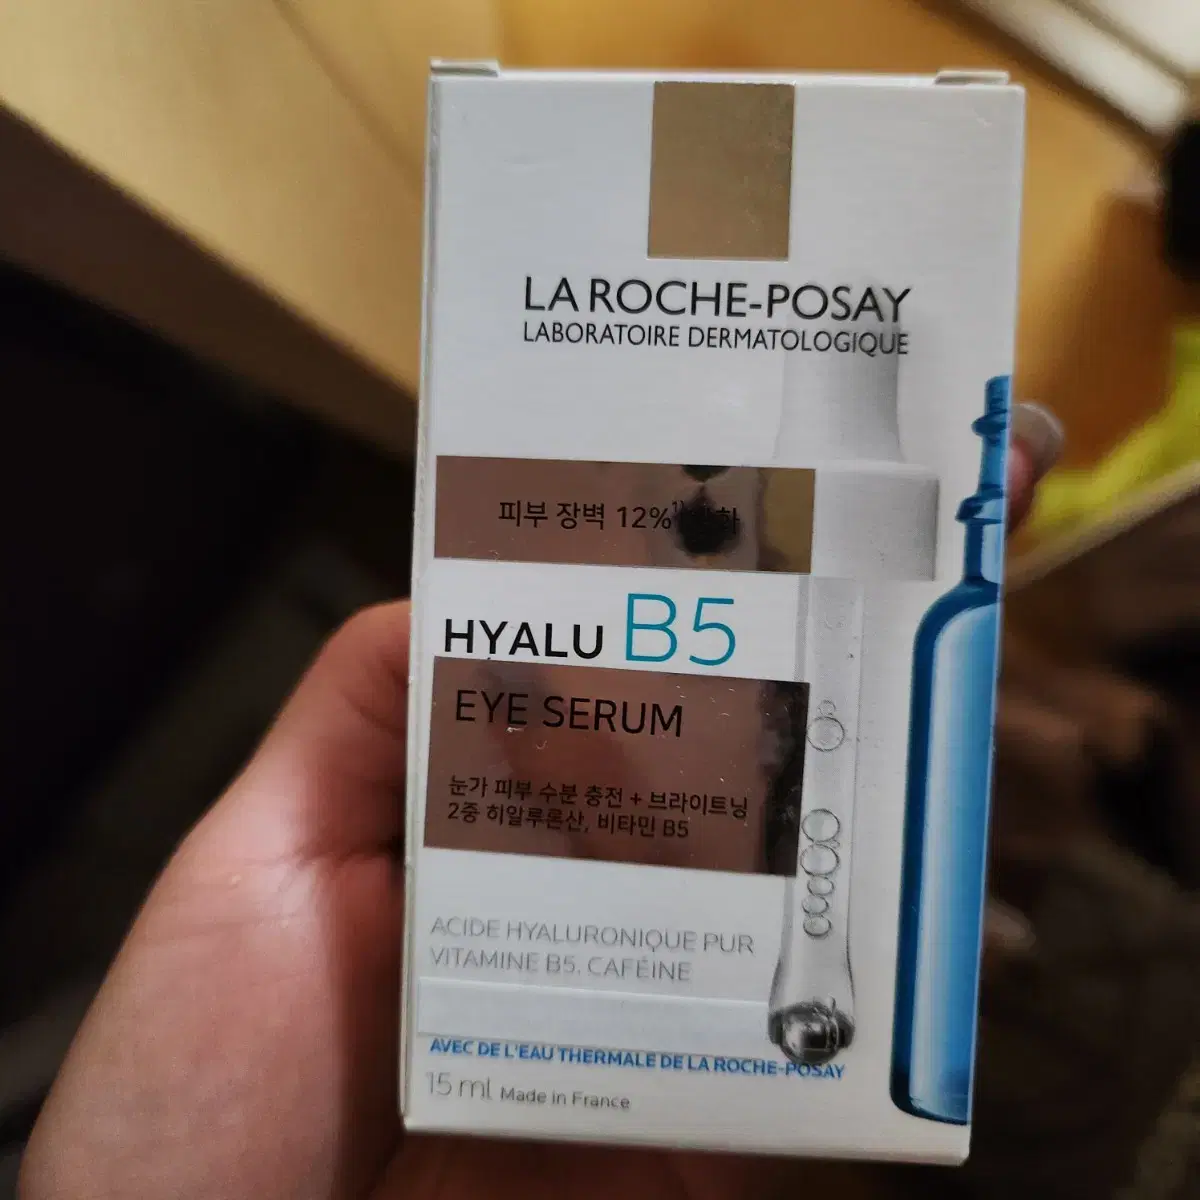 LA ROCHE-POSAY
LABORATOIRE DERMATOLOGIQUE
피부 장벽 12%¹⁾
HYALU B5
EYE SERUM
눈가 피부 수분 충전 + 브라이트닝
2중 히알루론산, 비타민 B5
ACIDE HYALURONIQUE PUR
VITAMINE B5. CAFÉINE
AVEC DE L'EAU THERMALE DE LA ROCHE-POSAY
15 ml Made in France